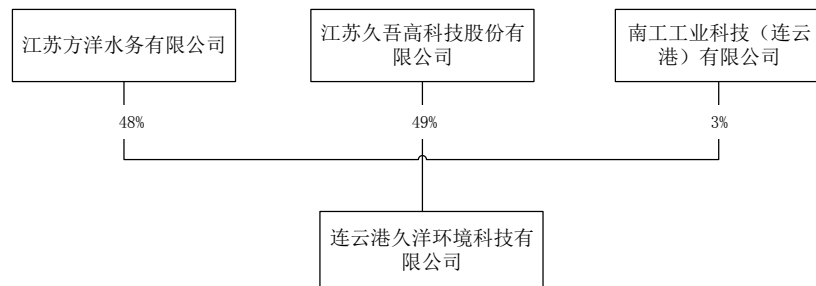 江苏方洋水务有限公司
江苏久吾高科技股份有
限公司
南工工业科技（连云
港）有限公司
48%
49%
3%
连云港久洋环境科技有
限公司